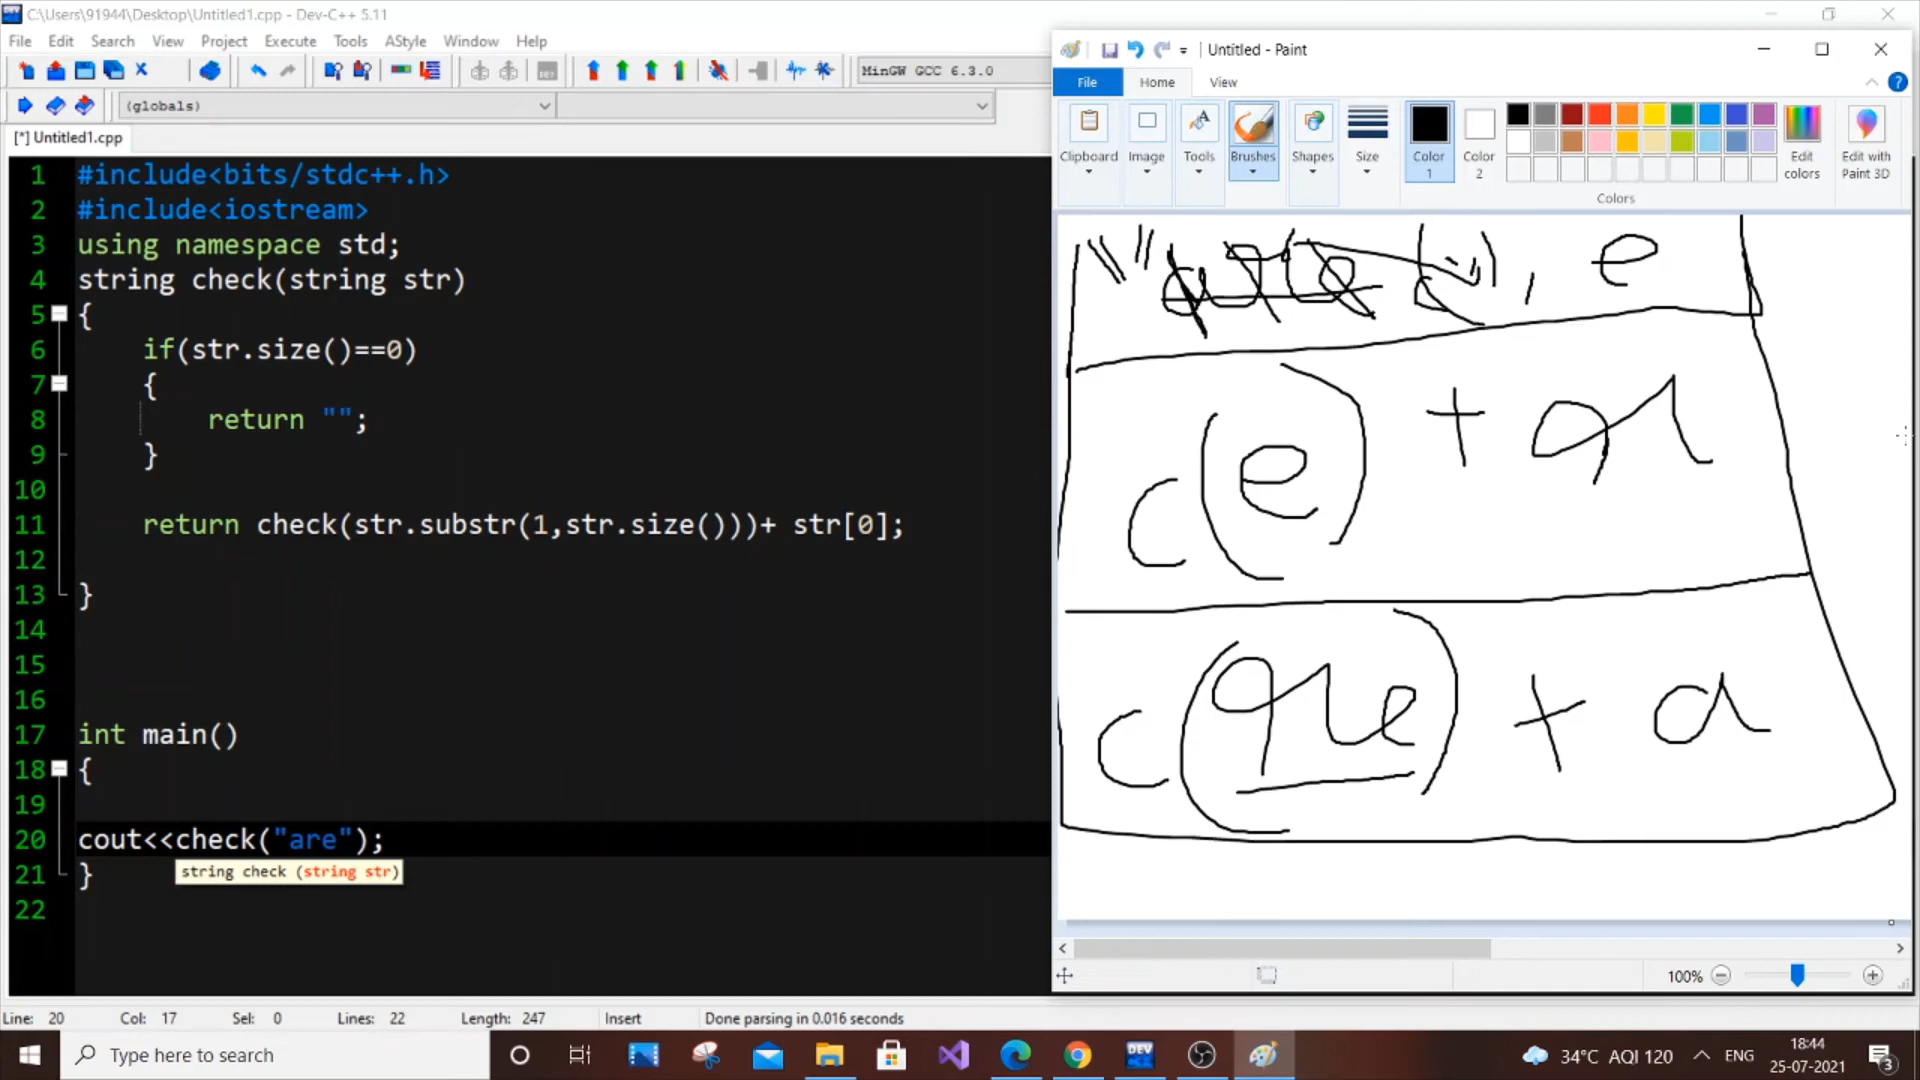 C:\Users\91944\Desktop\Untitled1.cpp - Dev-C++ 5.11
File Edit Search View Project Execute Tools AStyle Window Help
MinGW GCC 6.3.0
(globals)
[*] Untitled1.cpp
1 #include<bits/stdc++.h>
2 #include<iostream>
3 using namespace std;
4 string check(string str)
5 {
6 if(str.size()==0)
7 {
8 return "";
9 }
10
11 return check(str.substr(1,str.size()))+ str[0];
12
13 }
14
15
16
17 int main()
18 {
19
20 cout<<check("are");
string check (string str)
21 }
22
Line: 20 Col: 17 Sel: 0 Lines: 22 Length: 247 Insert Done parsing in 0.016 seconds
Untitled - Paint
File Home View
Clipboard Image Tools Brushes Shapes Size Color 1 Color 2 Edit colors Edit with Paint 3D
Colors
, e
c(e) + r
c(re) + a
100%
Type here to search
DEV
34°C AQI 120 ENG
18:44
25-07-2021
3